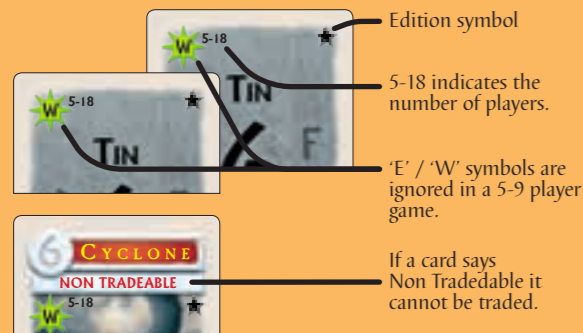 W 5-18
TIN
F
W 5-18
TIN
6 CYCLONE
NON TRADEABLE
W 5-18
Edition symbol
5-18 indicates the
number of players.
‘E’ / ‘W’ symbols are
ignored in a 5-9 player
game.
If a card says
Non Tradedable it
cannot be traded.